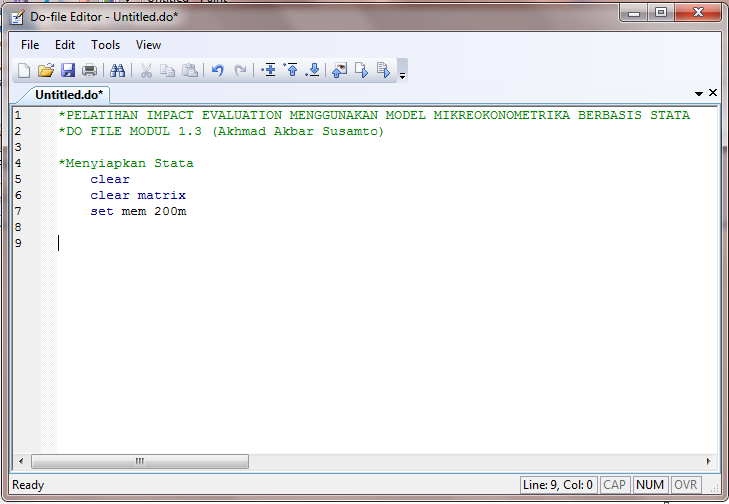 Do-file Editor - Untitled.do*
File Edit Tools View
Untitled.do*
1 *PELATIHAN IMPACT EVALUATION MENGGUNAKAN MODEL MIKREOKONOMETRIKA BERBASIS STATA
2 *DO FILE MODUL 1.3 (Akhmad Akbar Susamto)
3
4 *Menyiapkan Stata
5 clear
6 clear matrix
7 set mem 200m
8
9
Ready Line: 9, Col: 0 CAP NUM OVR